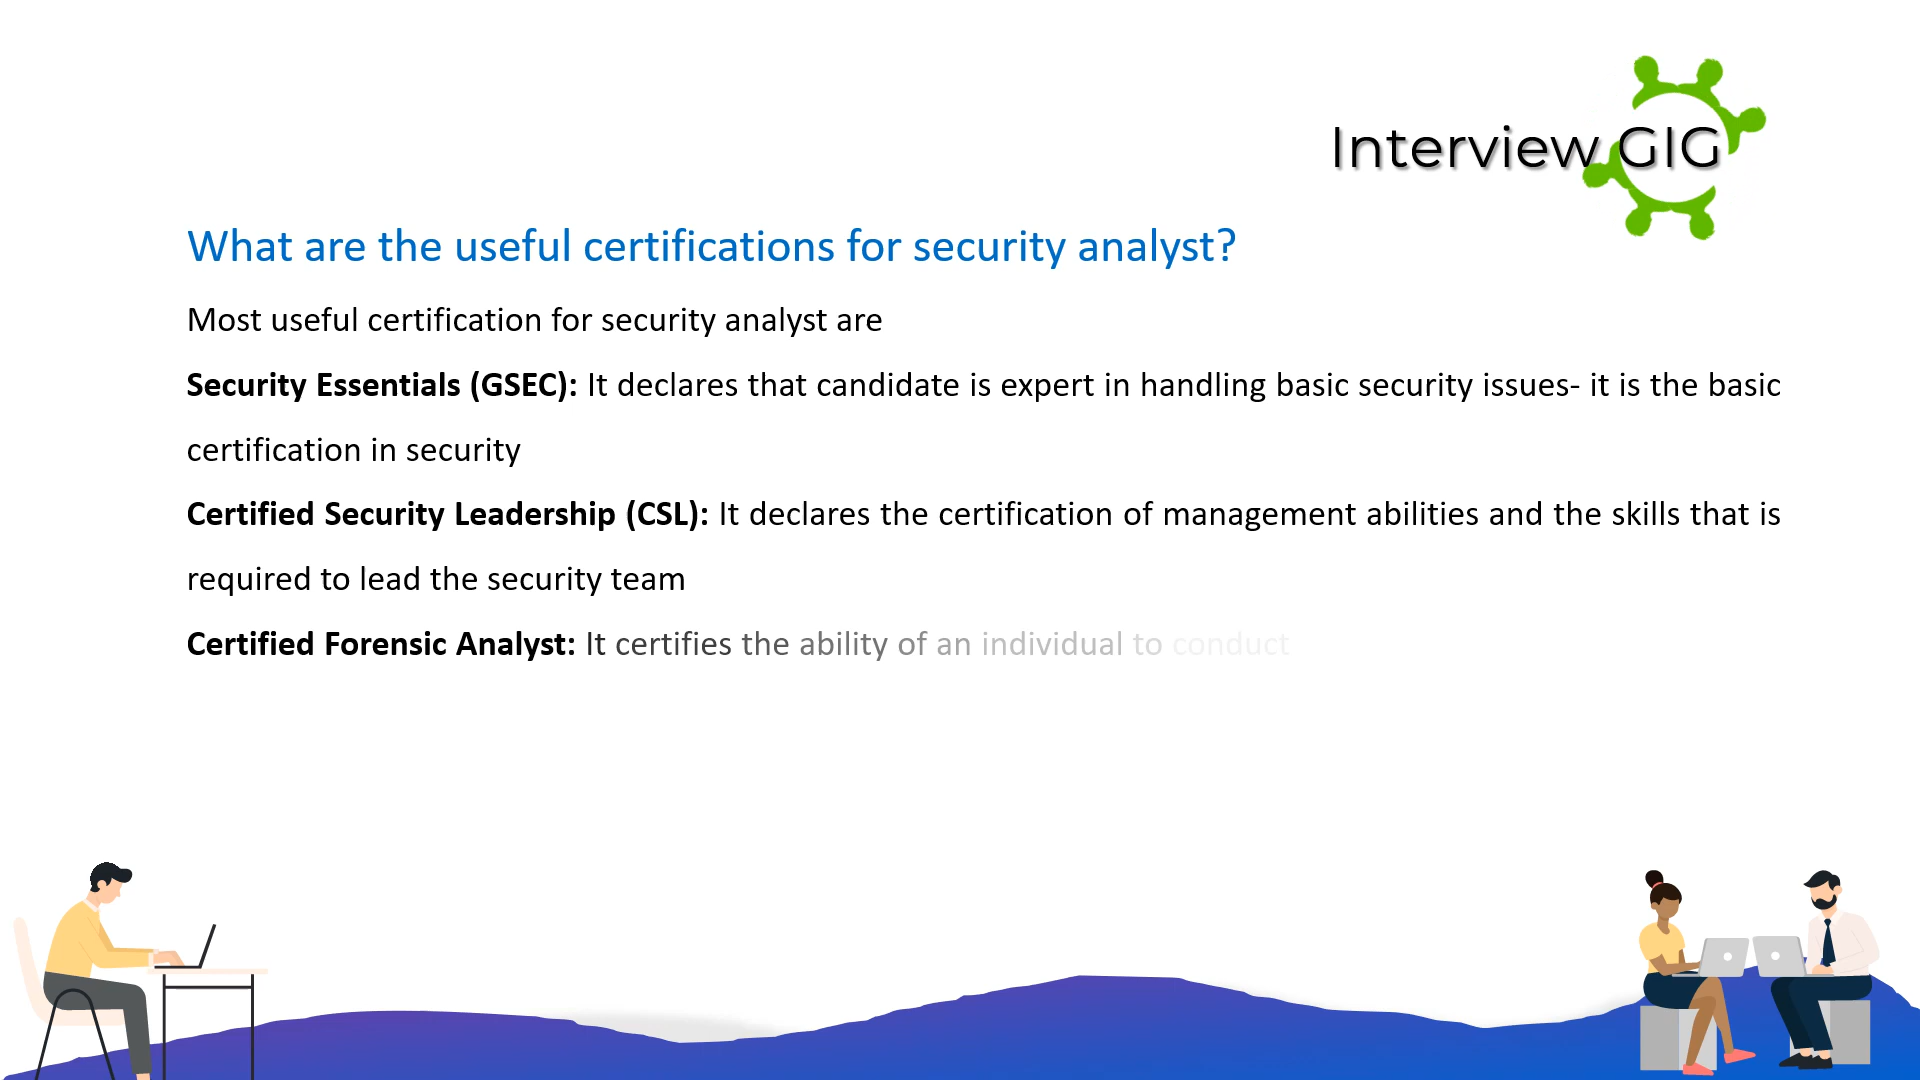 Interview GIG
What are the useful certifications for security analyst?
Most useful certification for security analyst are
Security Essentials (GSEC): It declares that candidate is expert in handling basic security issues- it is the basic
certification in security
Certified Security Leadership (CSL): It declares the certification of management abilities and the skills that is
required to lead the security team
Certified Forensic Analyst: It certifies the ability of an individual to conduct